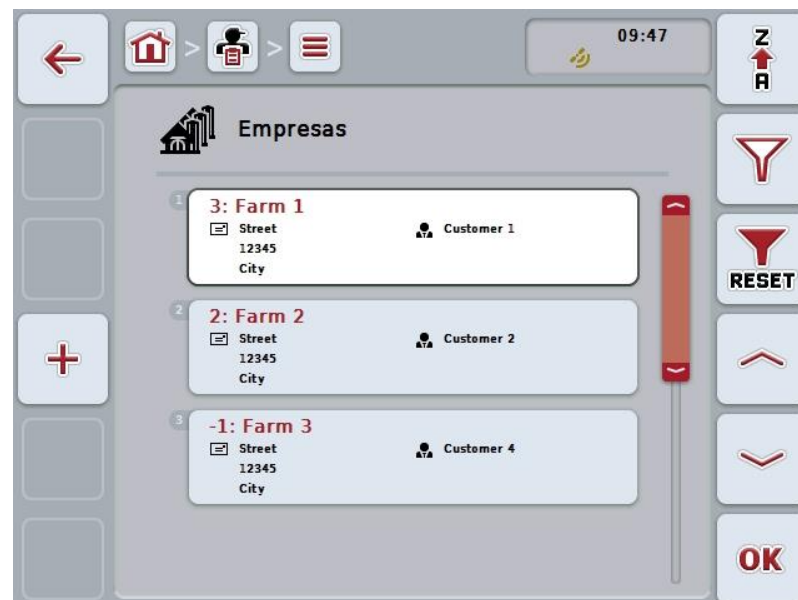 09:47
Z
A
Empresas
1
3: Farm 1
Street
Customer 1
12345
City
RESET
2
2: Farm 2
Street
Customer 2
12345
City
3
-1: Farm 3
Street
Customer 4
12345
City
OK